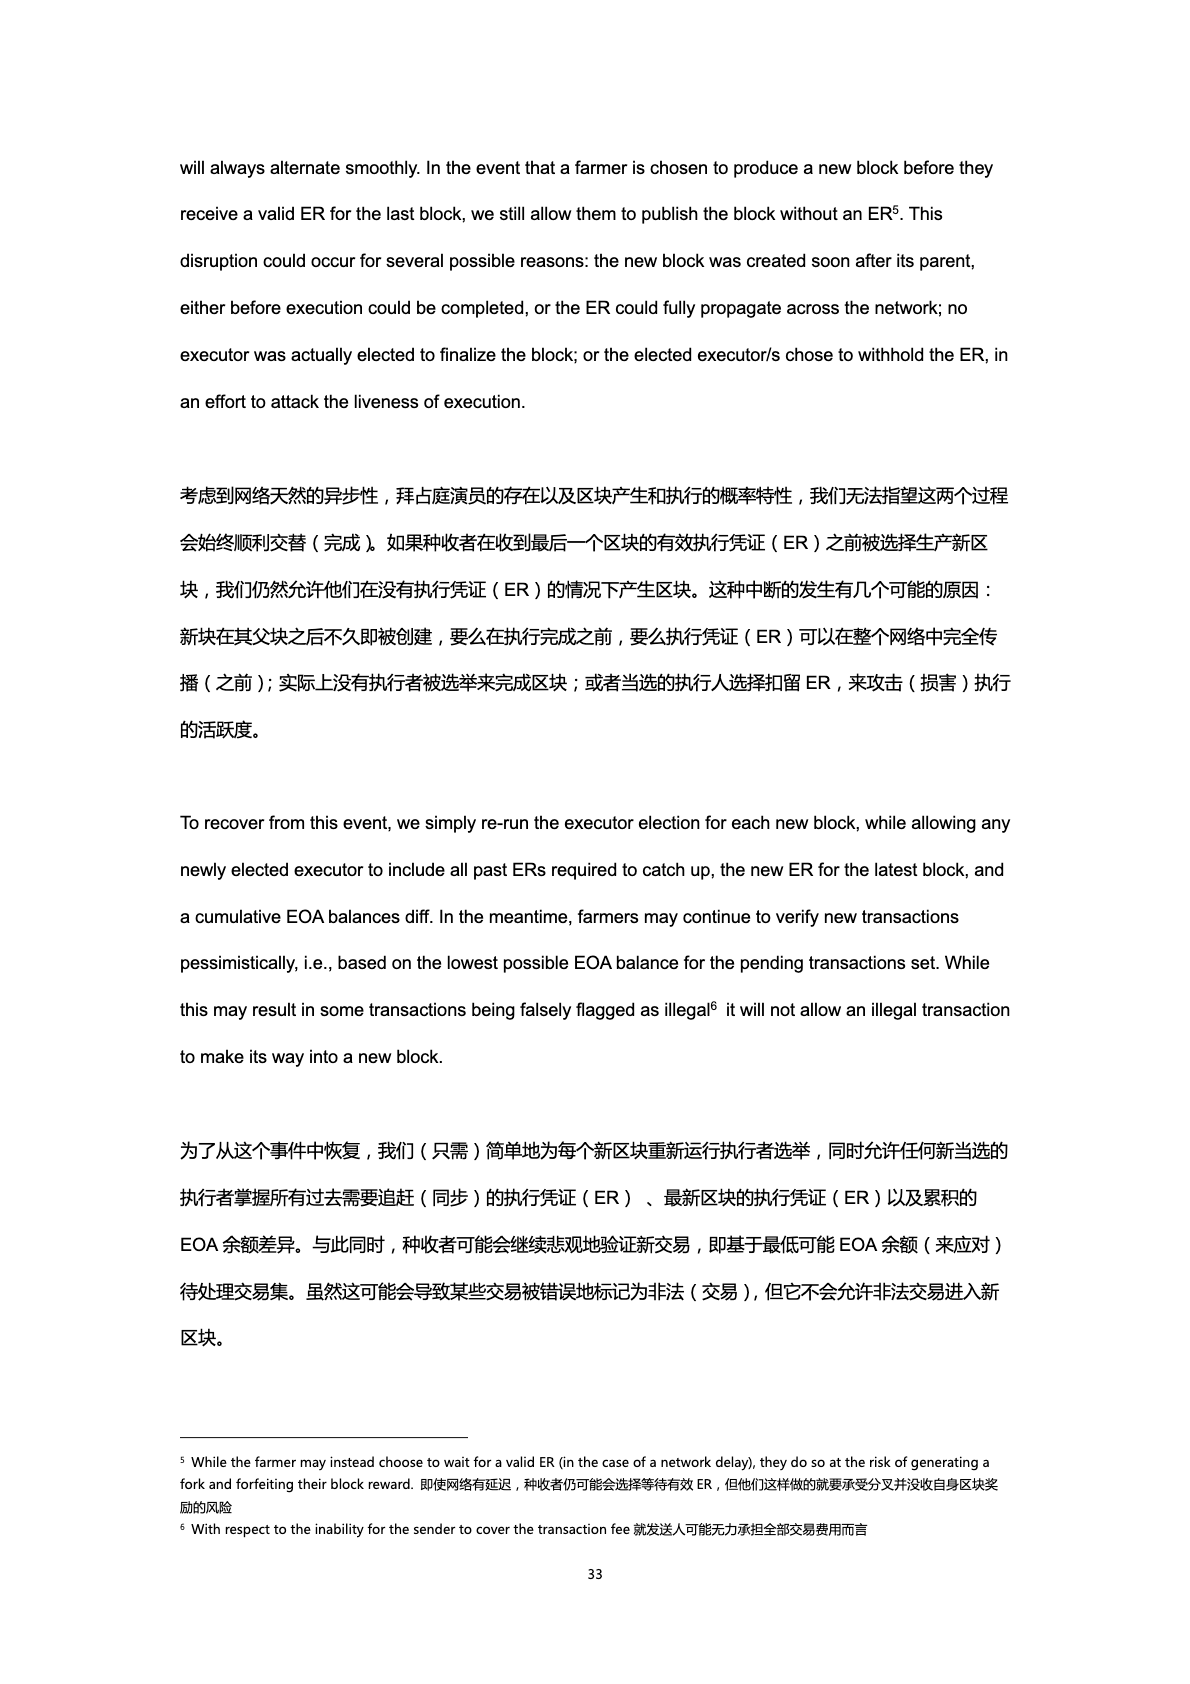 will always alternate smoothly. In the event that a farmer is chosen to produce a new block before they
receive a valid ER for the last block, we still allow them to publish the block without an ER⁵. This
disruption could occur for several possible reasons: the new block was created soon after its parent,
either before execution could be completed, or the ER could fully propagate across the network; no
executor was actually elected to finalize the block; or the elected executor/s chose to withhold the ER, in
an effort to attack the liveness of execution.
考虑到网络天然的异步性，拜占庭演员的存在以及区块产生和执行的概率特性，我们无法指望这两个过程
会始终顺利交替（完成）。如果种收者在收到最后一个区块的有效执行凭证（ER）之前被选择生产新区
块，我们仍然允许他们在没有执行凭证（ER）的情况下产生区块。这种中断的发生有几个可能的原因：
新块在其父块之后不久即被创建，要么在执行完成之前，要么执行凭证（ER）可以在整个网络中完全传
播（之前）；实际上没有执行者被选举来完成区块；或者当选的执行人选择扣留 ER，来攻击（损害）执行
的活跃度。
To recover from this event, we simply re-run the executor election for each new block, while allowing any
newly elected executor to include all past ERs required to catch up, the new ER for the latest block, and
a cumulative EOA balances diff. In the meantime, farmers may continue to verify new transactions
pessimistically, i.e., based on the lowest possible EOA balance for the pending transactions set. While
this may result in some transactions being falsely flagged as illegal⁶ it will not allow an illegal transaction
to make its way into a new block.
为了从这个事件中恢复，我们（只需）简单地为每个新区块重新运行执行者选举，同时允许任何新当选的
执行者掌握所有过去需要追赶（同步）的执行凭证（ER） 、最新区块的执行凭证（ER）以及累积的
EOA 余额差异。与此同时，种收者可能会继续悲观地验证新交易，即基于最低可能 EOA 余额（来应对）
待处理交易集。虽然这可能会导致某些交易被错误地标记为非法（交易），但它不会允许非法交易进入新
区块。
⁵ While the farmer may instead choose to wait for a valid ER (in the case of a network delay), they do so at the risk of generating a
fork and forfeiting their block reward. 即使网络有延迟，种收者仍可能会选择等待有效 ER，但他们这样做的就要承受分叉并没收自身区块奖
励的风险
⁶ With respect to the inability for the sender to cover the transaction fee 就发送人可能无力承担全部交易费用而言
33